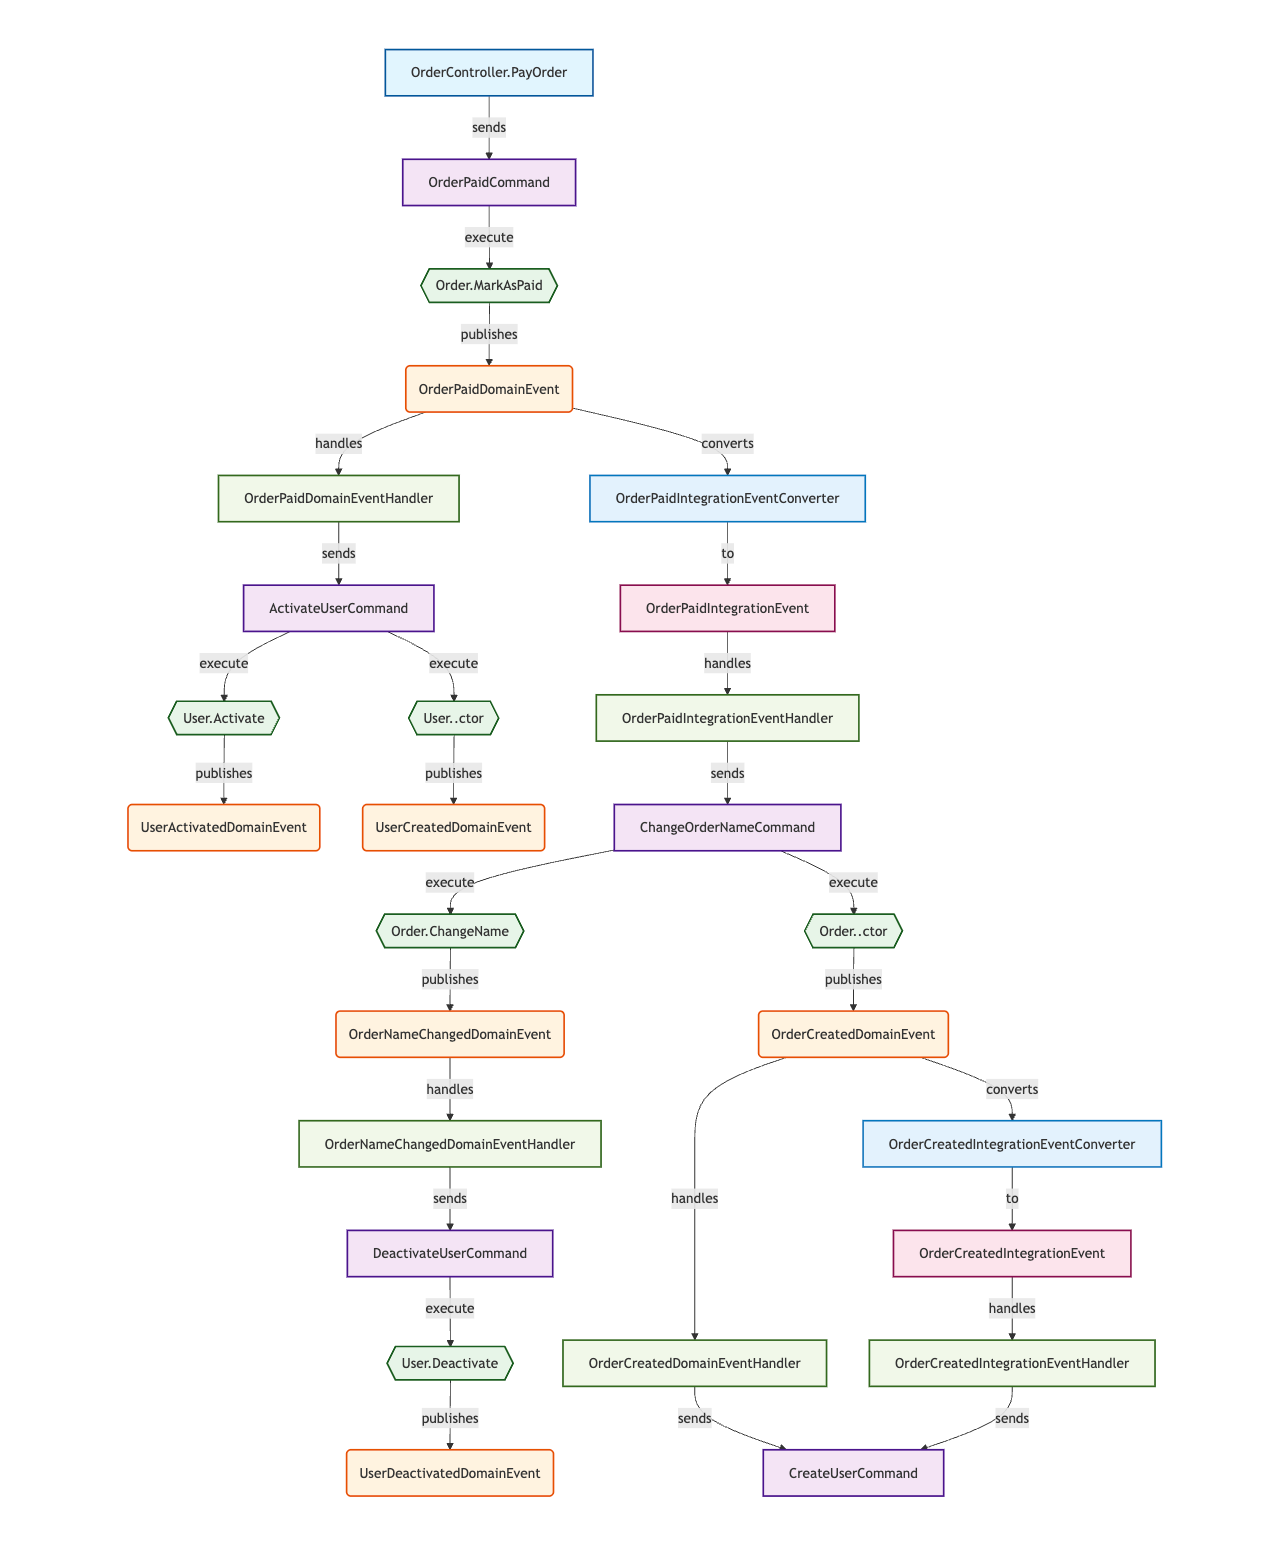 OrderController.PayOrder
sends
OrderPaidCommand
execute
Order.MarkAsPaid
publishes
OrderPaidDomainEvent
handles
converts
OrderPaidDomainEventHandler
OrderPaidIntegrationEventConverter
sends
to
ActivateUserCommand
OrderPaidIntegrationEvent
execute
execute
handles
User.Activate
User..ctor
OrderPaidIntegrationEventHandler
publishes
publishes
sends
UserActivatedDomainEvent
UserCreatedDomainEvent
ChangeOrderNameCommand
execute
execute
Order.ChangeName
Order..ctor
publishes
publishes
OrderNameChangedDomainEvent
OrderCreatedDomainEvent
handles
converts
OrderNameChangedDomainEventHandler
OrderCreatedIntegrationEventConverter
sends
handles
to
DeactivateUserCommand
OrderCreatedIntegrationEvent
execute
handles
User.Deactivate
OrderCreatedDomainEventHandler
OrderCreatedIntegrationEventHandler
publishes
sends
sends
UserDeactivatedDomainEvent
CreateUserCommand